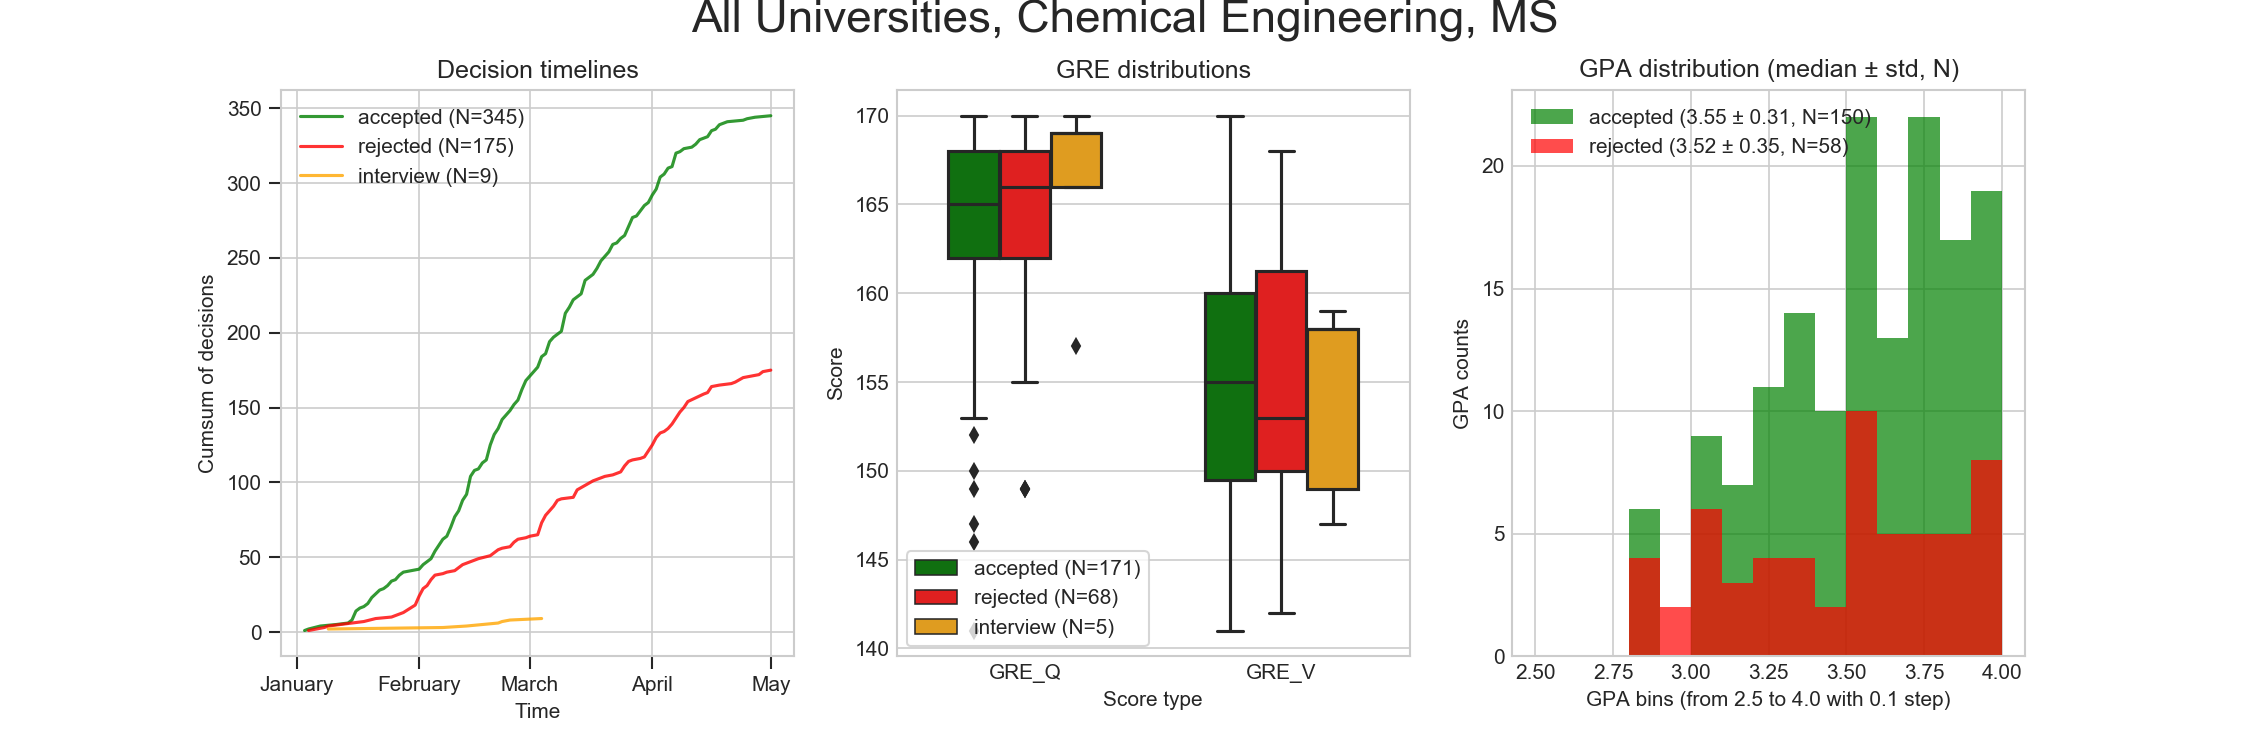 All Universities, Chemical Engineering, MS
Decision timelines
accepted (N=345)
rejected (N=175)
interview (N=9)
350
300
250
200
150
100
50
0
Cumsum of decisions
January February March April May
Time
GRE distributions
170
165
160
155
150
145
140
Score
accepted (N=171)
rejected (N=68)
interview (N=5)
GRE_Q GRE_V
Score type
GPA distribution (median ± std, N)
accepted (3.55 ± 0.31, N=150)
rejected (3.52 ± 0.35, N=58)
20
15
10
5
0
GPA counts
2.50 2.75 3.00 3.25 3.50 3.75 4.00
GPA bins (from 2.5 to 4.0 with 0.1 step)